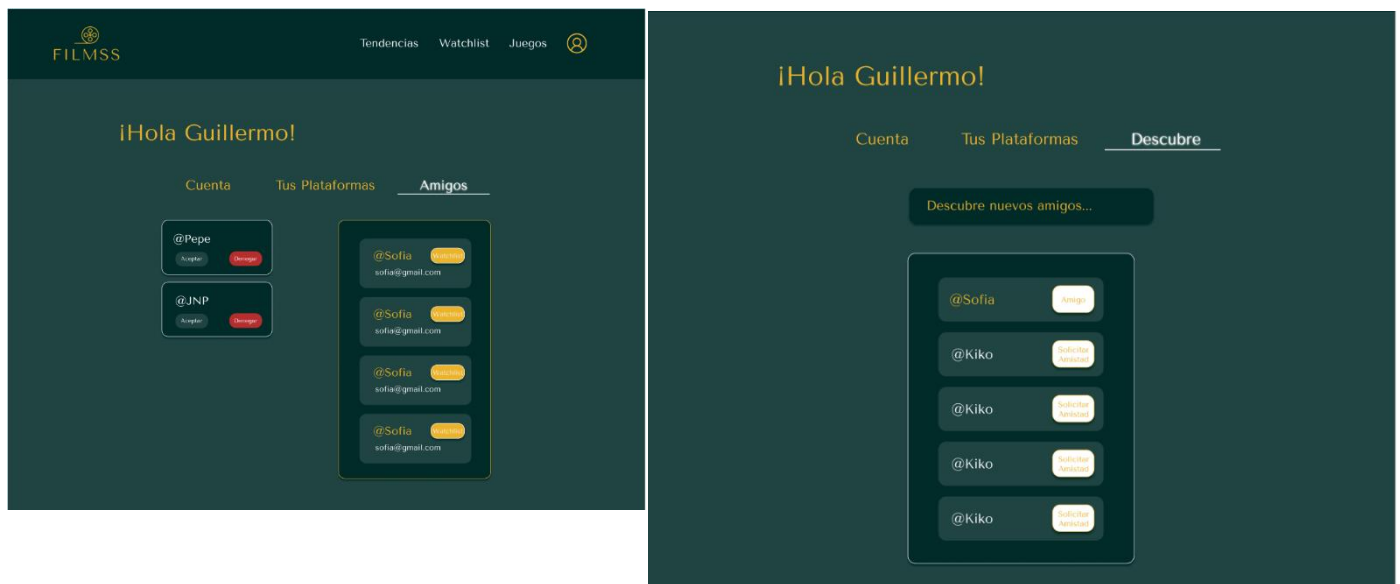 FILMSS
Tendencias Watchlist Juegos
¡Hola Guillermo!
Cuenta Tus Plataformas Amigos
@Pepe
Aceptar Denegar
@JNP
Aceptar Denegar
@Sofia Watchlist
sofia@gmail.com
@Sofia Watchlist
sofia@gmail.com
@Sofia Watchlist
sofia@gmail.com
@Sofia Watchlist
sofia@gmail.com
¡Hola Guillermo!
Cuenta Tus Plataformas Descubre
Descubre nuevos amigos...
@Sofia Amigo
@Kiko Solicitar
Amistad
@Kiko Solicitar
Amistad
@Kiko Solicitar
Amistad
@Kiko Solicitar
Amistad